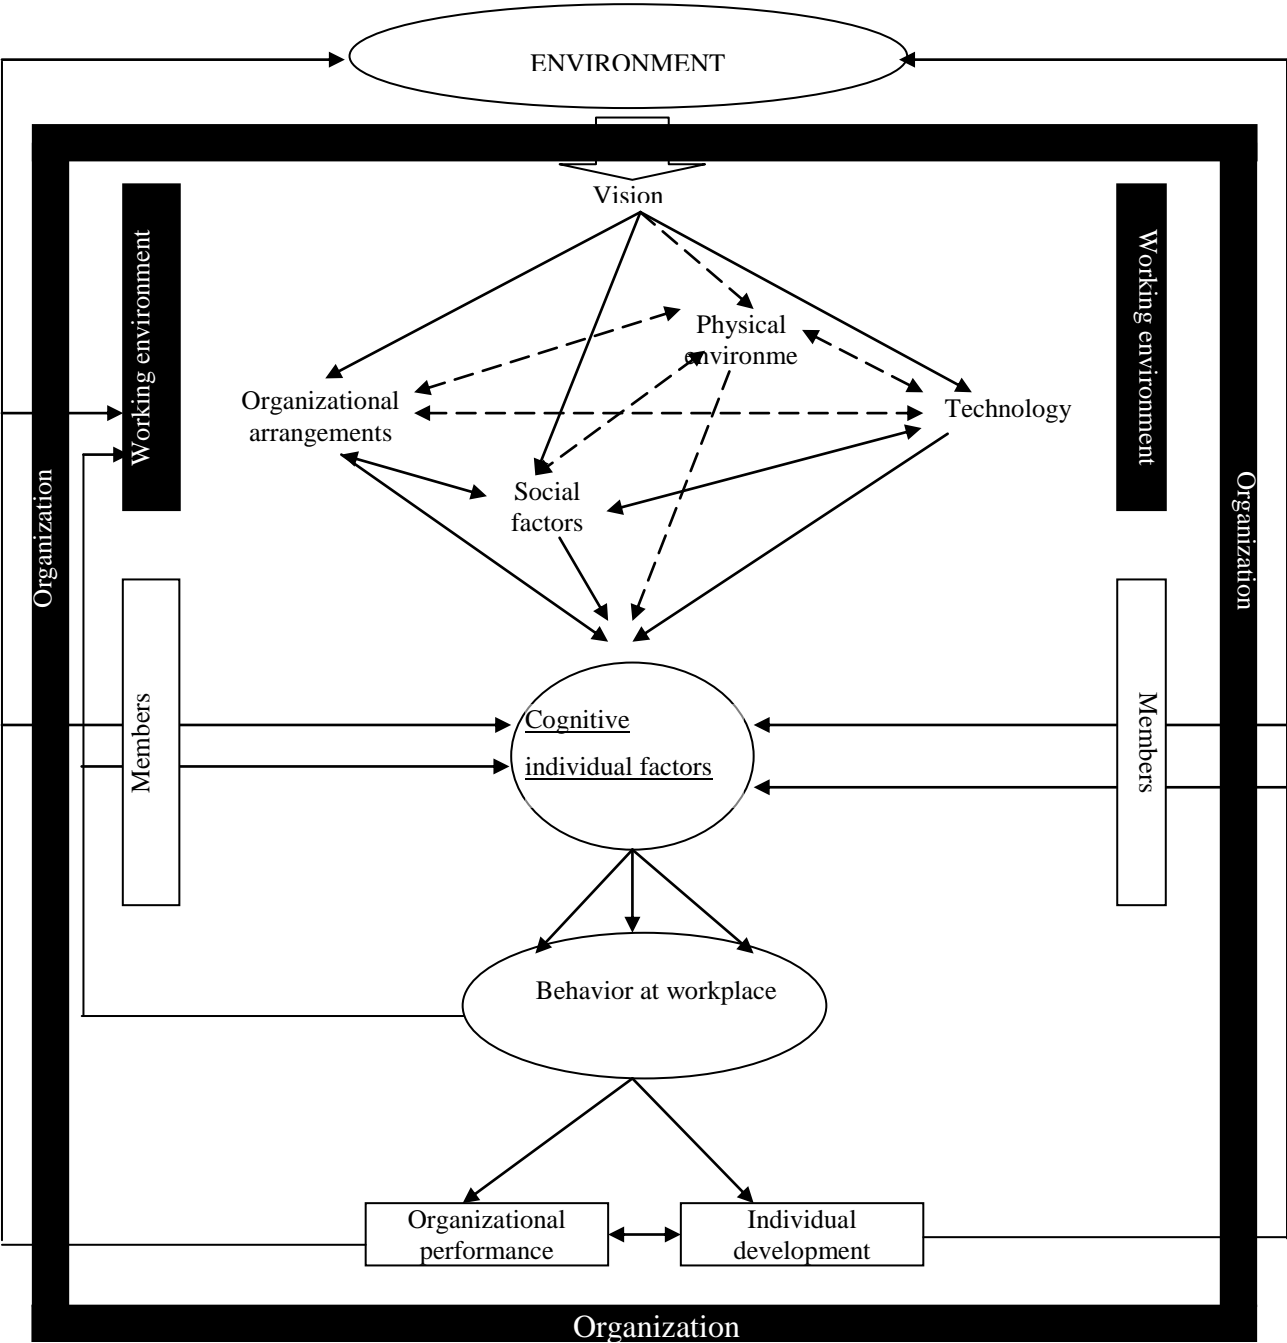 ENVIRONMENT
Vision
Working environment
Working environment
Physical
environme
Organizational
arrangements
Technology
Social
factors
Organization
Organization
Members
Members
Cognitive
individual factors
Behavior at workplace
Organizational
performance
Individual
development
Organization